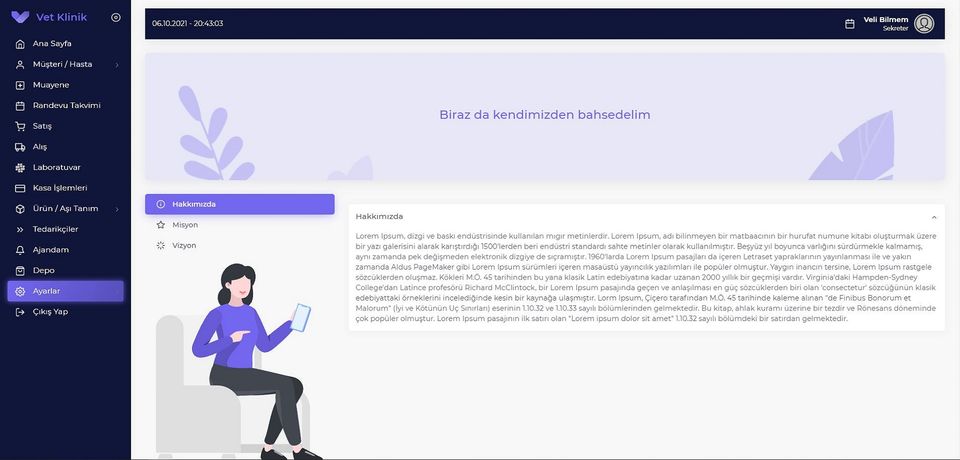 Vet Klinik
Ana Sayfa
Müşteri / Hasta
Muayene
Randevu Takvimi
Satış
Alış
Laboratuvar
Kasa İşlemleri
Ürün / Aşı Tanım
Tedarikçiler
Ajandam
Depo
Ayarlar
Çıkış Yap
06.10.2021 - 20:43:03
Veli Bilmem
Sekreter
Biraz da kendimizden bahsedelim
Hakkımızda
Misyon
Vizyon
Hakkımızda
Lorem Ipsum, dizgi ve baskı endüstrisinde kullanılan mıgır metinlerdir. Lorem Ipsum, adı bilinmeyen bir matbaacının bir hurufat numune kitabı oluşturmak üzere
bir yazı galerisini alarak karıştırdığı 1500'lerden beri endüstri standardı sahte metinler olarak kullanılmıştır. Beşyüz yıl boyunca varlığını sürdürmekle kalmamış,
aynı zamanda pek değişmeden elektronik dizgiye de sıçramıştır. 1960'larda Lorem Ipsum pasajları da içeren Letraset yapraklarının yayınlanması ile ve yakın
zamanda Aldus PageMaker gibi Lorem Ipsum sürümleri içeren masaüstü yayıncılık yazılımları ile popüler olmuştur. Yaygın inancın tersine, Lorem Ipsum rastgele
sözcüklerden oluşmaz. Kökleri M.Ö. 45 tarihinden bu yana klasik Latin edebiyatına kadar uzanan 2000 yıllık bir geçmişi vardır. Virginia'daki Hampden-Sydney
College'dan Latince profesörü Richard McClintock, bir Lorem Ipsum pasajında geçen ve anlaşılması en güç sözcüklerden biri olan 'consectetur' sözcüğünün klasik
edebiyattaki örneklerini incelediğinde kesin bir kaynağa ulaşmıştır. Lorm Ipsum, Çiçero tarafından M.Ö. 45 tarihinde kaleme alınan "de Finibus Bonorum et
Malorum" (İyi ve Kötünün Uç Sınırları) eserinin 1.10.32 ve 1.10.33 sayılı bölümlerinden gelmektedir. Bu kitap, ahlak kuramı üzerine bir tezdir ve Rönesans döneminde
çok popüler olmuştur. Lorem Ipsum pasajının ilk satırı olan "Lorem ipsum dolor sit amet" 1.10.32 sayılı bölümdeki bir satırdan gelmektedir.